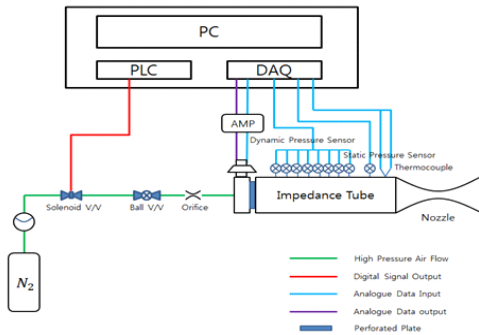 PC
PLC
DAQ
AMP
Dynamic Pressure Sensor
Static Pressure Sensor
Thermocouple
Solenoid V/V
Ball V/V
Orifice
Impedance Tube
Nozzle
N₂
High Pressure Air Flow
Digital Signal Output
Analogue Data Input
Analogue Data output
Perforated Plate